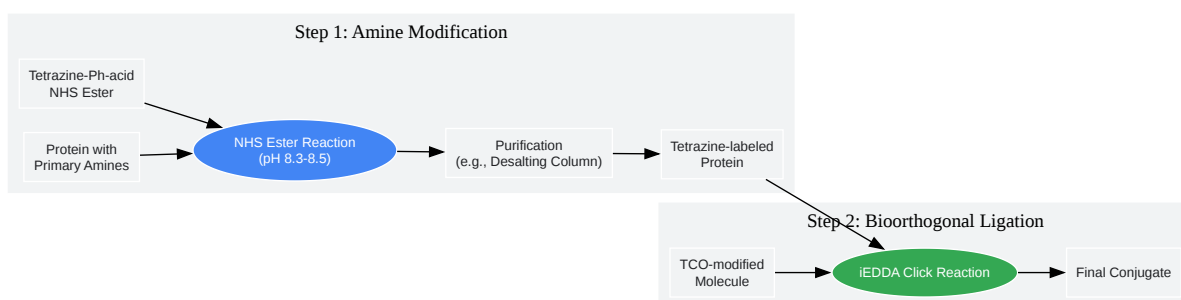 Step 1: Amine Modification
Tetrazine-Ph-acid
NHS Ester
Protein with
Primary Amines
NHS Ester Reaction
(pH 8.3-8.5)
Purification
(e.g., Desalting Column)
Tetrazine-labeled
Protein
Step 2: Bioorthogonal Ligation
TCO-modified
Molecule
iEDDA Click Reaction
Final Conjugate